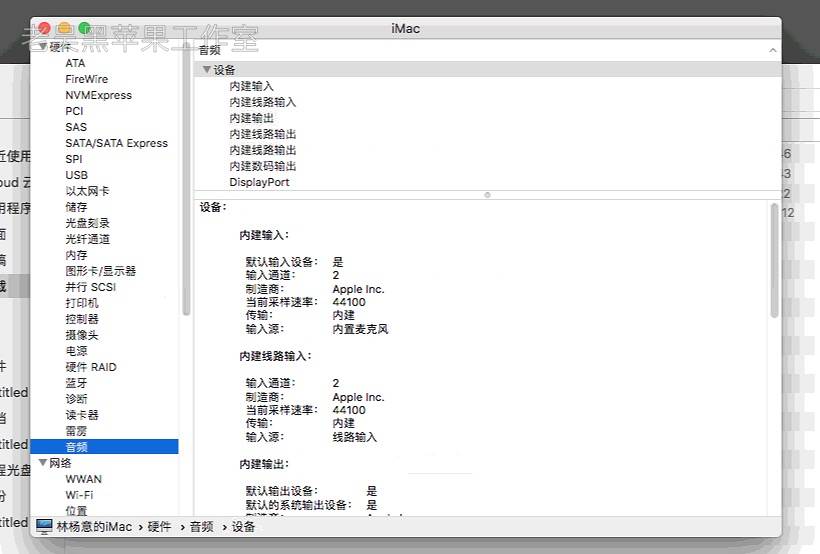 老吴黑苹果工作室
iMac
硬件
ATA
FireWire
NVMExpress
PCI
SAS
SATA/SATA Express
SPI
USB
以太网卡
储存
光盘刻录
光纤通道
内存
图形卡/显示器
并行 SCSI
打印机
控制器
摄像头
电源
硬件 RAID
蓝牙
诊断
读卡器
雷雳
音频
网络
WWAN
Wi-Fi
位置
音频
设备
内建输入
内建线路输入
内建输出
内建线路输出
内建线路输出
内建数码输出
DisplayPort
设备：
内建输入：
默认输入设备： 是
输入通道： 2
制造商： Apple Inc.
当前采样速率： 44100
传输： 内建
输入源： 内置麦克风
内建线路输入：
输入通道： 2
制造商： Apple Inc.
当前采样速率： 44100
传输： 内建
输入源： 线路输入
内建输出：
默认输出设备： 是
默认的系统输出设备： 是
林杨意的iMac › 硬件 › 音频 › 设备
近使用
oud 云
用程序
面
稿
载
件
titled
档
titled
程光盘
份
titled
46
43
22
12